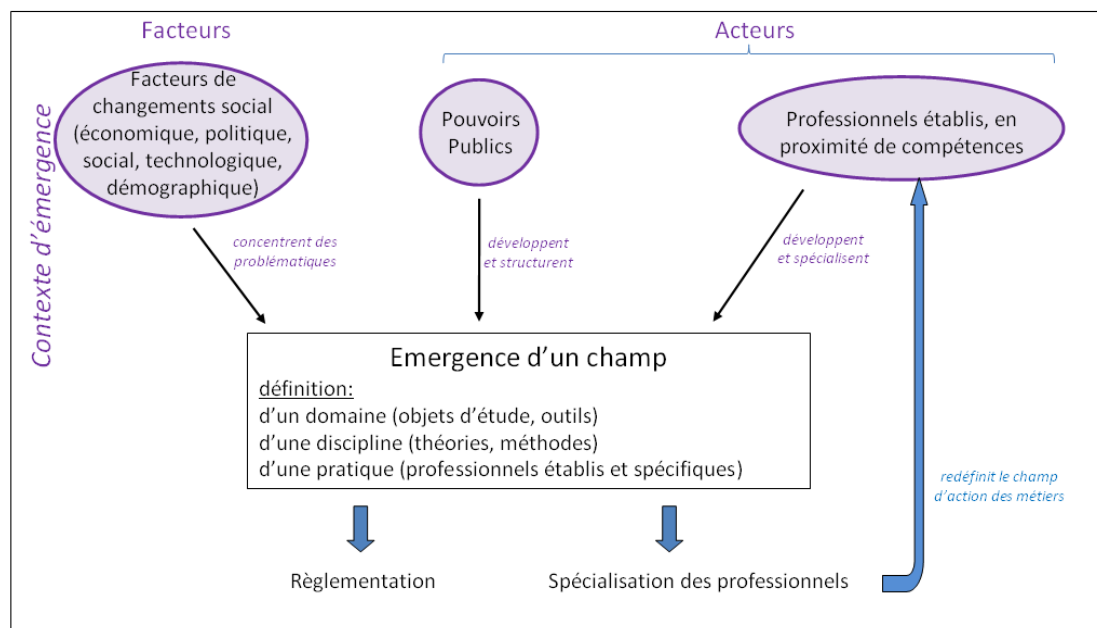 Facteurs
Acteurs
Contexte d’émergence
Facteurs de
changements social
(économique, politique,
social, technologique,
démographique)
Pouvoirs
Publics
Professionnels établis, en
proximité de compétences
concentrent des
problématiques
développent
et structurent
développent
et spécialisent
Emergence d’un champ
définition:
d’un domaine (objets d’étude, outils)
d’une discipline (théories, méthodes)
d’une pratique (professionnels établis et spécifiques)
redéfinit le champ
d’action des métiers
Règlementation
Spécialisation des professionnels